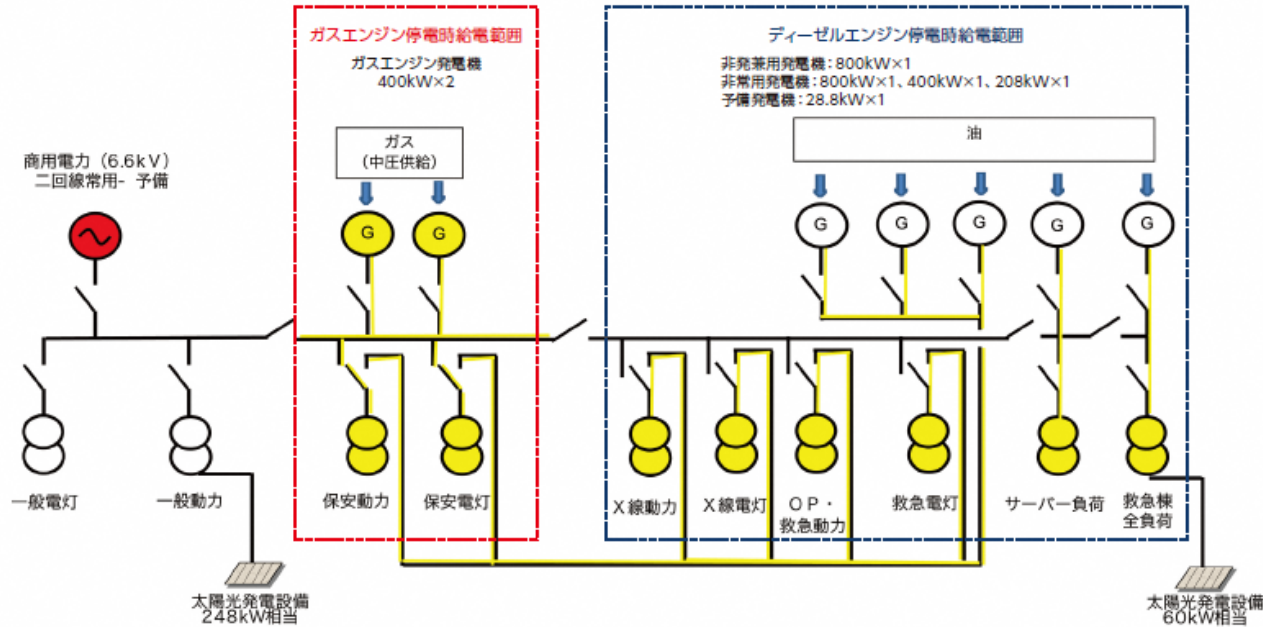 ガスエンジン停電時給電範囲
ガスエンジン発電機
400kW×2
ディーゼルエンジン停電時給電範囲
非発兼用発電機：800kW×1
非常用発電機：800kW×1、400kW×1、208kW×1
予備発電機：28.8kW×1
ガス
（中圧供給）
油
商用電力（6.6kV）
二回線常用- 予備
G
G
G
G
G
G
G
一般電灯
一般動力
保安動力
保安電灯
X線動力
X線電灯
OP・
救急動力
救急電灯
サーバー負荷
救急棟
全負荷
太陽光発電設備
248kW相当
太陽光発電設備
60kW相当